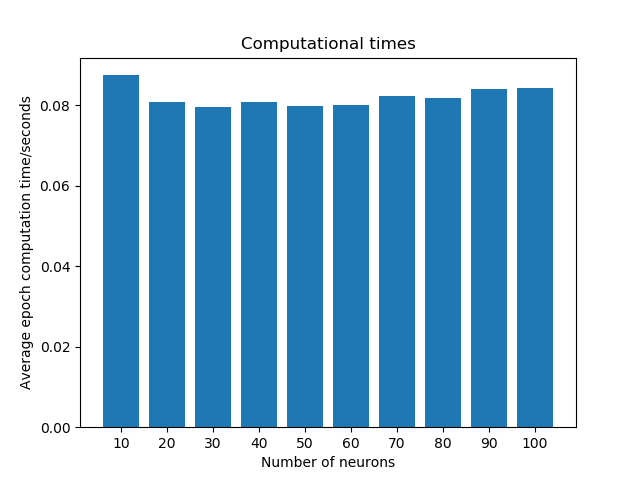 Computational times
Average epoch computation time/seconds
0.08
0.06
0.04
0.02
0.00
10 20 30 40 50 60 70 80 90 100
Number of neurons